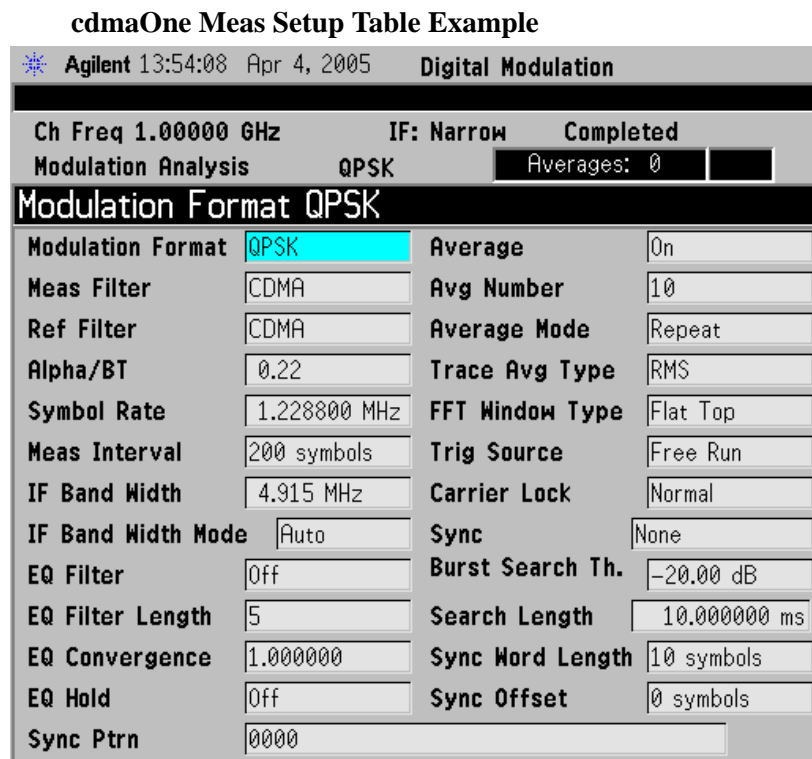 cdmaOne Meas Setup Table Example
Agilent 13:54:08 Apr 4, 2005 Digital Modulation
Ch Freq 1.00000 GHz IF: Narrow Completed
Modulation Analysis QPSK Averages: 0
Modulation Format QPSK
Modulation Format QPSK Average On
Meas Filter CDMA Avg Number 10
Ref Filter CDMA Average Mode Repeat
Alpha/BT 0.22 Trace Avg Type RMS
Symbol Rate 1.228800 MHz FFT Window Type Flat Top
Meas Interval 200 symbols Trig Source Free Run
IF Band Width 4.915 MHz Carrier Lock Normal
IF Band Width Mode Auto Sync None
EQ Filter Off Burst Search Th. -20.00 dB
EQ Filter Length 5 Search Length 10.000000 ms
EQ Convergence 1.000000 Sync Word Length 10 symbols
EQ Hold Off Sync Offset 0 symbols
Sync Ptrn 0000